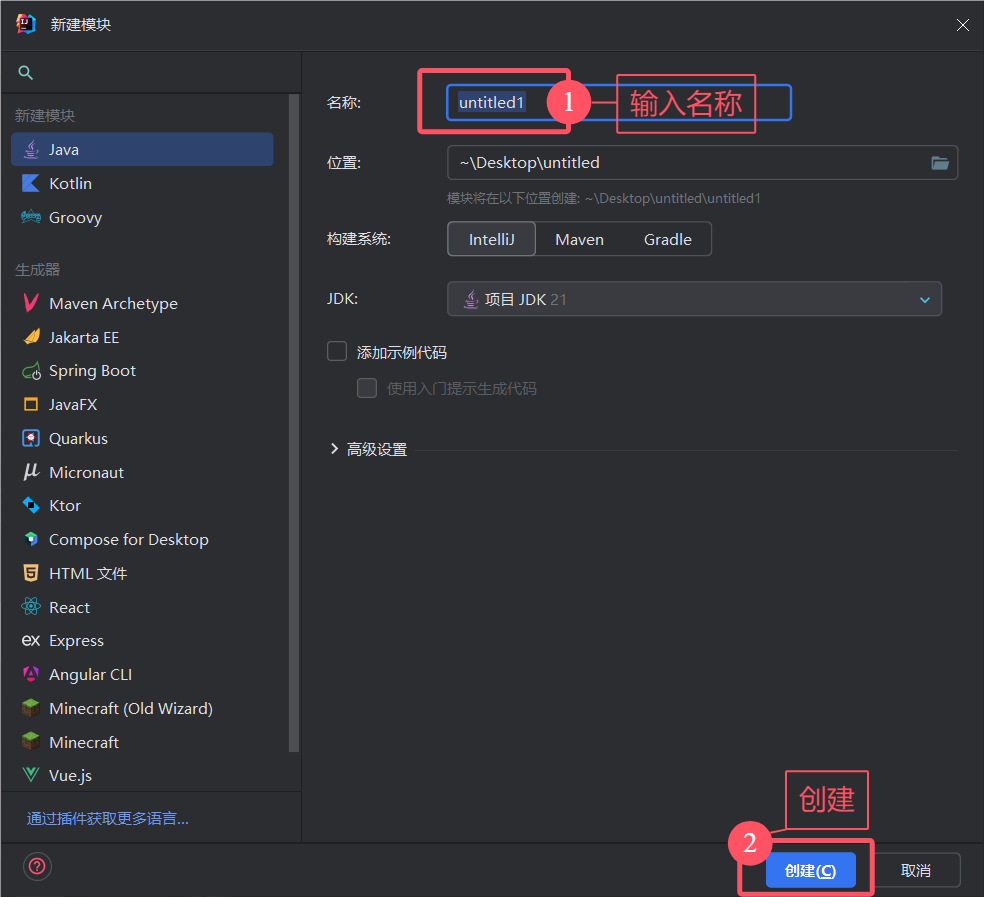 新建模块
新建模块
Java
Kotlin
Groovy
生成器
Maven Archetype
Jakarta EE
Spring Boot
JavaFX
Quarkus
Micronaut
Ktor
Compose for Desktop
HTML 文件
React
Express
Angular CLI
Minecraft (Old Wizard)
Minecraft
Vue.js
通过插件获取更多语言...
名称: untitled1 1 输入名称
位置: ~\Desktop\untitled
模块将在以下位置创建: ~\Desktop\untitled\untitled1
构建系统: IntelliJ Maven Gradle
JDK: 项目 JDK 21
添加示例代码
使用入门提示生成代码
高级设置
创建
2
创建(C) 取消